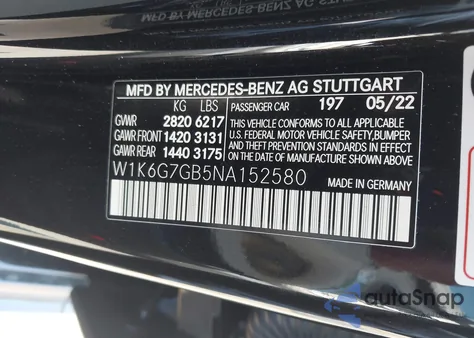 MFD BY MERCEDES-BENZ AG STUTTGART
KG LBS PASSENGER CAR 197 05/22
GWR 2820 6217
GAWR FRONT 1420 3131
GAWR REAR 1440 3175
THIS VEHICLE CONFORMS TO ALL APPLICABLE
U.S. FEDERAL MOTOR VEHICLE SAFETY,BUMPER
AND THEFT PREVENTION STANDARDS IN EFFECT
ON THE DATE OF MANUFACTURE SHOWN ABOVE.
W1K6G7GB5NA152580 MADE IN GERMANY
autoSnap